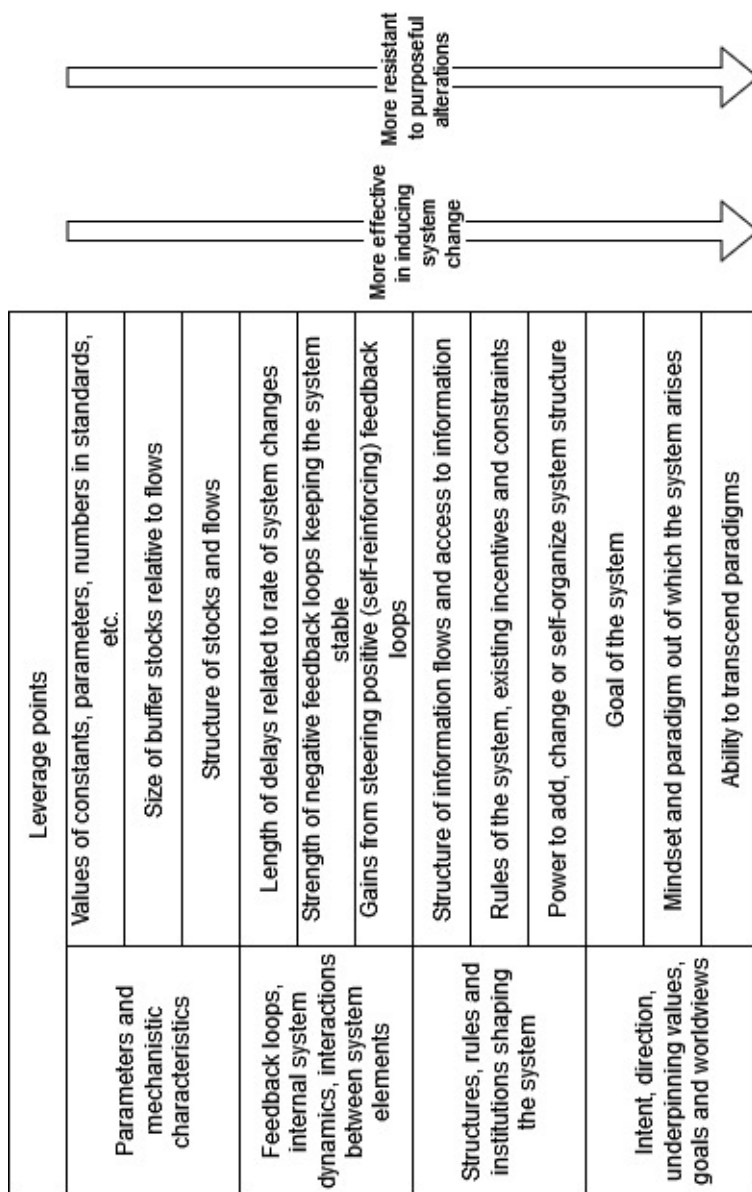 Leverage points
Parameters and
mechanistic
characteristics
Values of constants, parameters, numbers in standards,
etc.
Size of buffer stocks relative to flows
Structure of stocks and flows
Feedback loops,
internal system
dynamics, interactions
between system
elements
Length of delays related to rate of system changes
Strength of negative feedback loops keeping the system
stable
Gains from steering positive (self-reinforcing) feedback
loops
Structures, rules and
institutions shaping
the system
Structure of information flows and access to information
Rules of the system, existing incentives and constraints
Power to add, change or self-organize system structure
Intent, direction,
underpinning values,
goals and worldviews
Goal of the system
Mindset and paradigm out of which the system arises
Ability to transcend paradigms
More effective
in inducing
system
change
More resistant
to purposeful
alterations